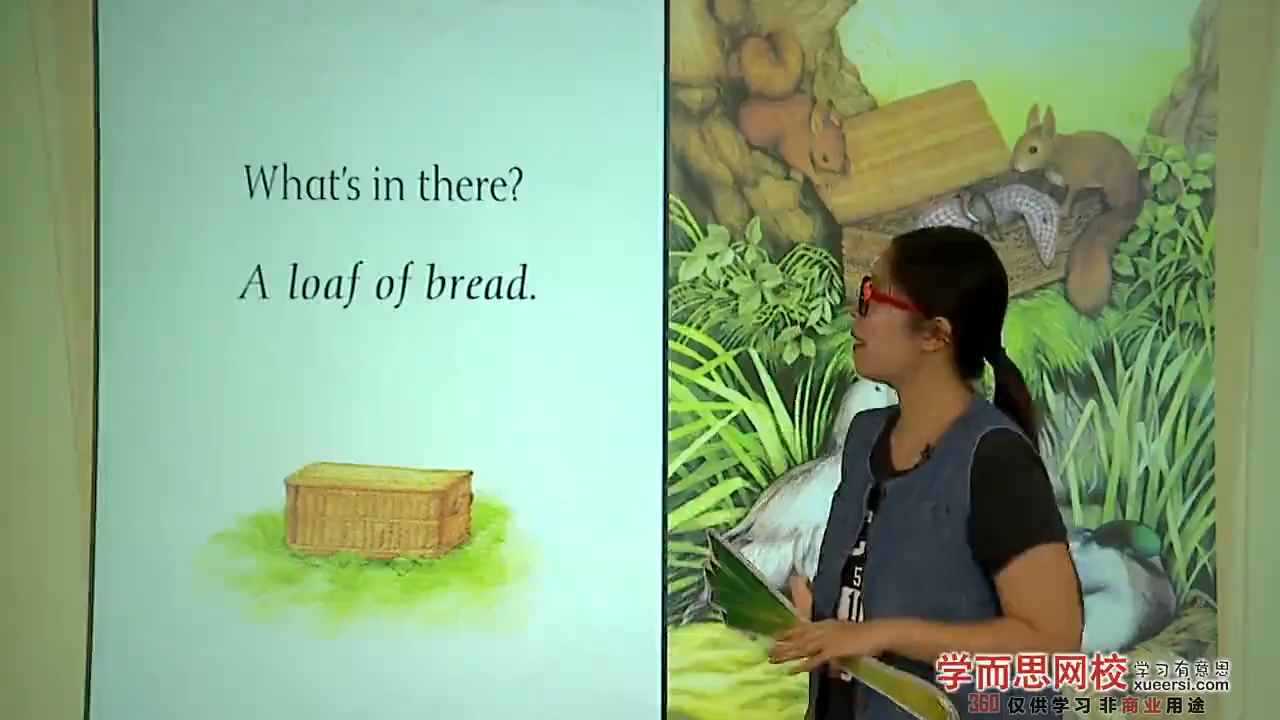 What's in there?
A loaf of bread.
5
学而思网校 学习有意思
xueersi.com
360 仅供学习 非商业用途